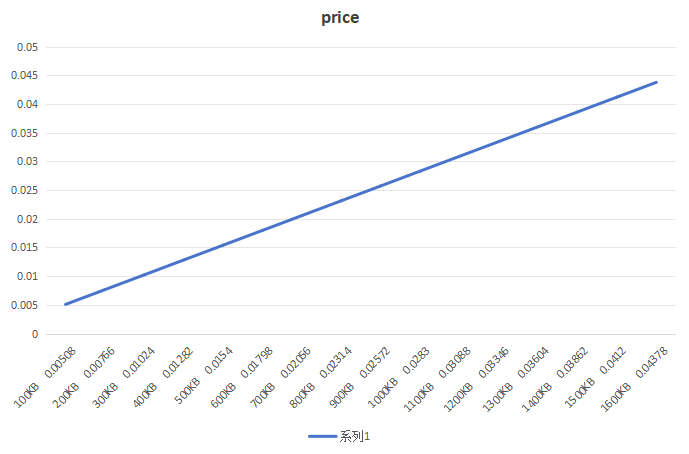 price
0.05
0.045
0.04
0.035
0.03
0.025
0.02
0.015
0.01
0.005
0
100KB 0.00508
200KB 0.00766
300KB 0.01024
400KB 0.01282
500KB 0.0154
600KB 0.01798
700KB 0.02056
800KB 0.02314
900KB 0.02572
1000KB 0.0283
1100KB 0.03088
1200KB 0.03346
1300KB 0.03604
1400KB 0.03862
1500KB 0.0412
1600KB 0.04378
系列1